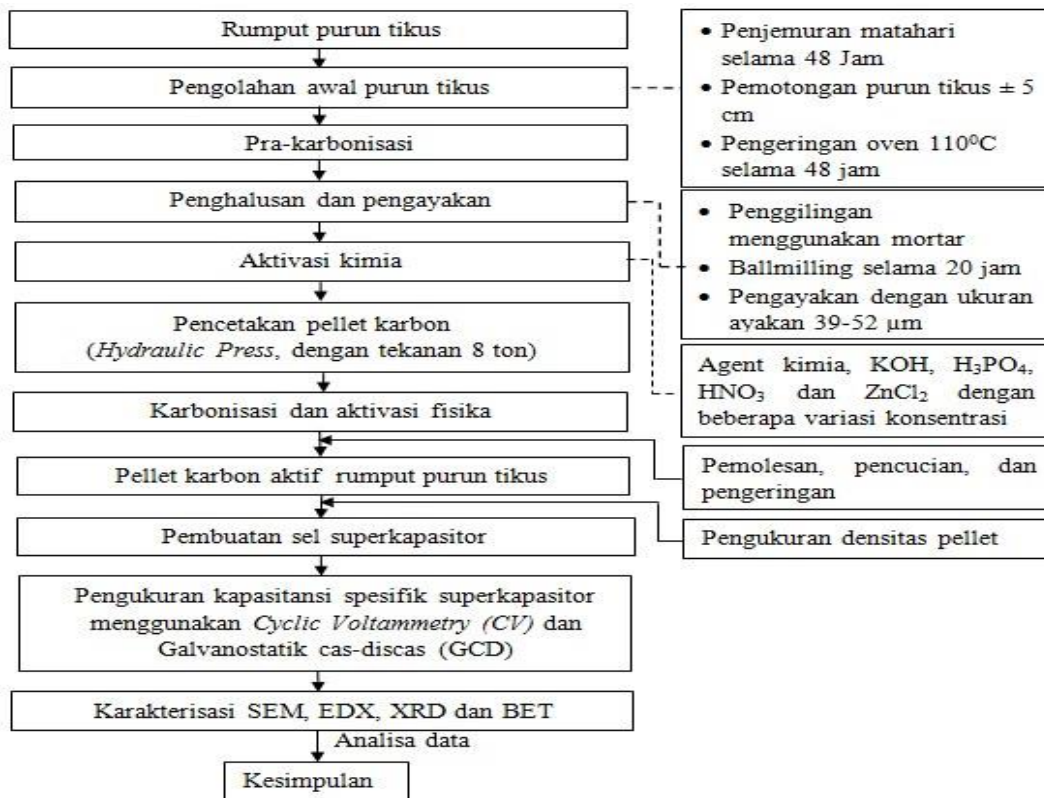 Rumput purun tikus
Pengolahan awal purun tikus
Pra-karbonisasi
Penghalusan dan pengayakan
Aktivasi kimia
Pencetakan pellet karbon
(Hydraulic Press, dengan tekanan 8 ton)
Karbonisasi dan aktivasi fisika
Pellet karbon aktif rumput purun tikus
Pembuatan sel superkapasitor
Pengukuran kapasitansi spesifik superkapasitor
menggunakan Cyclic Voltammetry (CV) dan
Galvanostatik cas-discas (GCD)
Karakterisasi SEM, EDX, XRD dan BET
Analisa data
Kesimpulan
• Penjemuran matahari
selama 48 Jam
• Pemotongan purun tikus ± 5
cm
• Pengeringan oven 110⁰C
selama 48 jam
• Penggilingan
menggunakan mortar
• Ballmilling selama 20 jam
• Pengayakan dengan ukuran
ayakan 39-52 µm
Agent kimia, KOH, H₃PO₄,
HNO₃ dan ZnCl₂ dengan
beberapa variasi konsentrasi
Pemolesan, pencucian, dan
pengeringan
Pengukuran densitas pellet